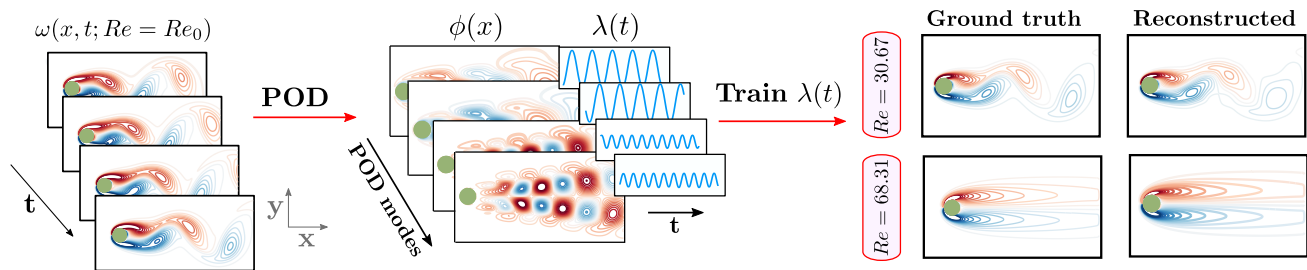 ω(x, t; Re = Re₀)
t
y
x
POD
ϕ(x)
λ(t)
POD modes
t
Train λ(t)
Ground truth
Reconstructed
Re = 30.67
Re = 68.31